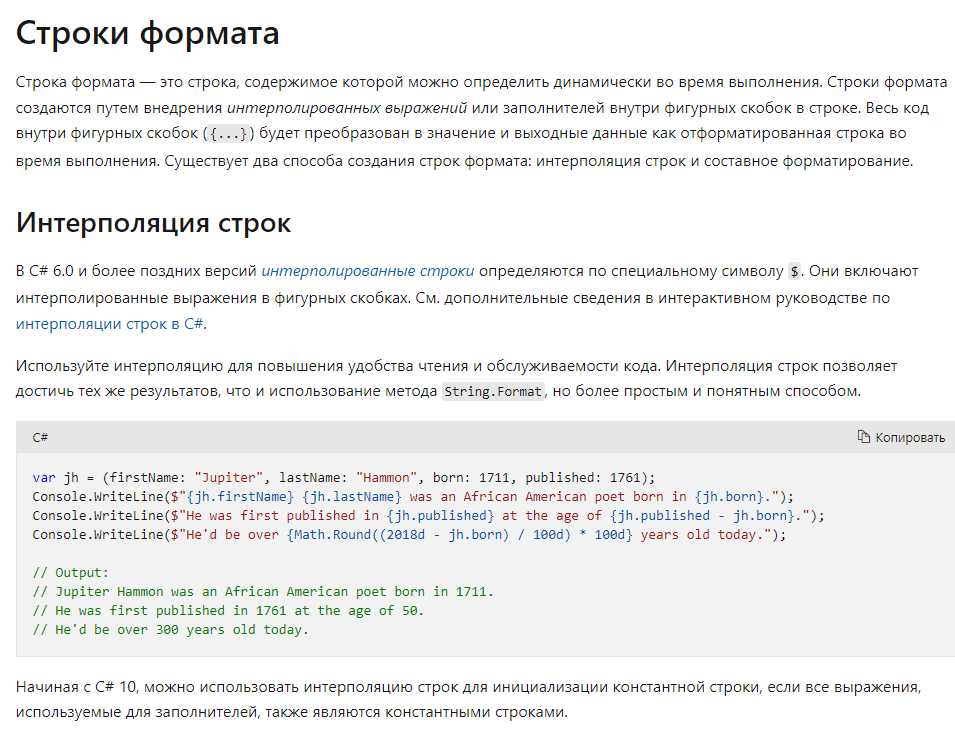 Строки формата
Строка формата — это строка, содержимое которой можно определить динамически во время выполнения. Строки формата
создаются путем внедрения интерполированных выражений или заполнителей внутри фигурных скобок в строке. Весь код
внутри фигурных скобок ({...}) будет преобразован в значение и выходные данные как отформатированная строка во
время выполнения. Существует два способа создания строк формата: интерполяция строк и составное форматирование.
Интерполяция строк
В C# 6.0 и более поздних версий интерполированные строки определяются по специальному символу $. Они включают
интерполированные выражения в фигурных скобках. См. дополнительные сведения в интерактивном руководстве по
интерполяции строк в C#.
Используйте интерполяцию для повышения удобства чтения и обслуживаемости кода. Интерполяция строк позволяет
достичь тех же результатов, что и использование метода String.Format, но более простым и понятным способом.
C# Копировать
var jh = (firstName: "Jupiter", lastName: "Hammon", born: 1711, published: 1761);
Console.WriteLine($"{jh.firstName} {jh.lastName} was an African American poet born in {jh.born}.");
Console.WriteLine($"He was first published in {jh.published} at the age of {jh.published - jh.born}.");
Console.WriteLine($"He'd be over {Math.Round((2018d - jh.born) / 100d) * 100d} years old today.");
// Output:
// Jupiter Hammon was an African American poet born in 1711.
// He was first published in 1761 at the age of 50.
// He'd be over 300 years old today.
Начиная с C# 10, можно использовать интерполяцию строк для инициализации константной строки, если все выражения,
используемые для заполнителей, также являются константными строками.